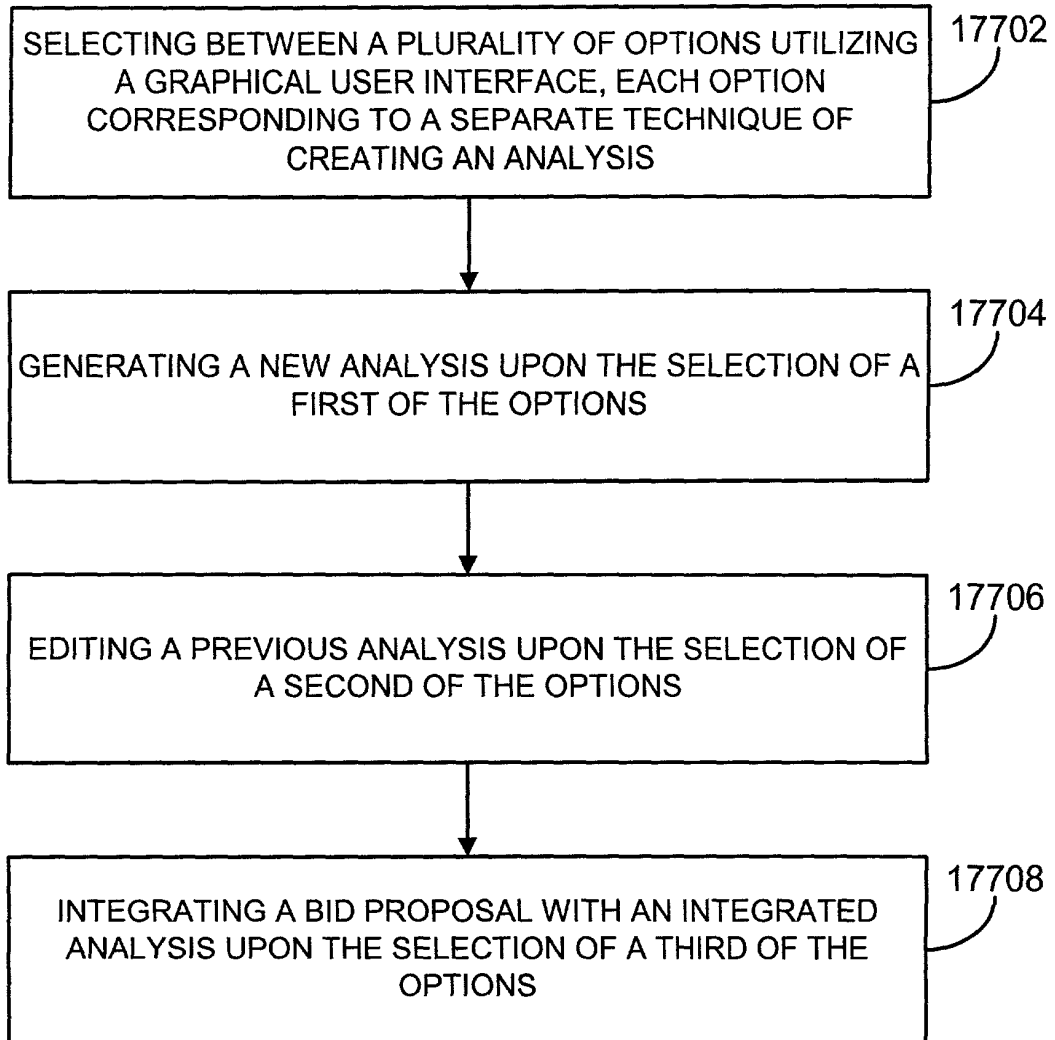 SELECTING BETWEEN A PLURALITY OF OPTIONS UTILIZING
A GRAPHICAL USER INTERFACE, EACH OPTION
CORRESPONDING TO A SEPARATE TECHNIQUE OF
CREATING AN ANALYSIS
17702
GENERATING A NEW ANALYSIS UPON THE SELECTION OF A
FIRST OF THE OPTIONS
17704
EDITING A PREVIOUS ANALYSIS UPON THE SELECTION OF
A SECOND OF THE OPTIONS
17706
INTEGRATING A BID PROPOSAL WITH AN INTEGRATED
ANALYSIS UPON THE SELECTION OF A THIRD OF THE
OPTIONS
17708